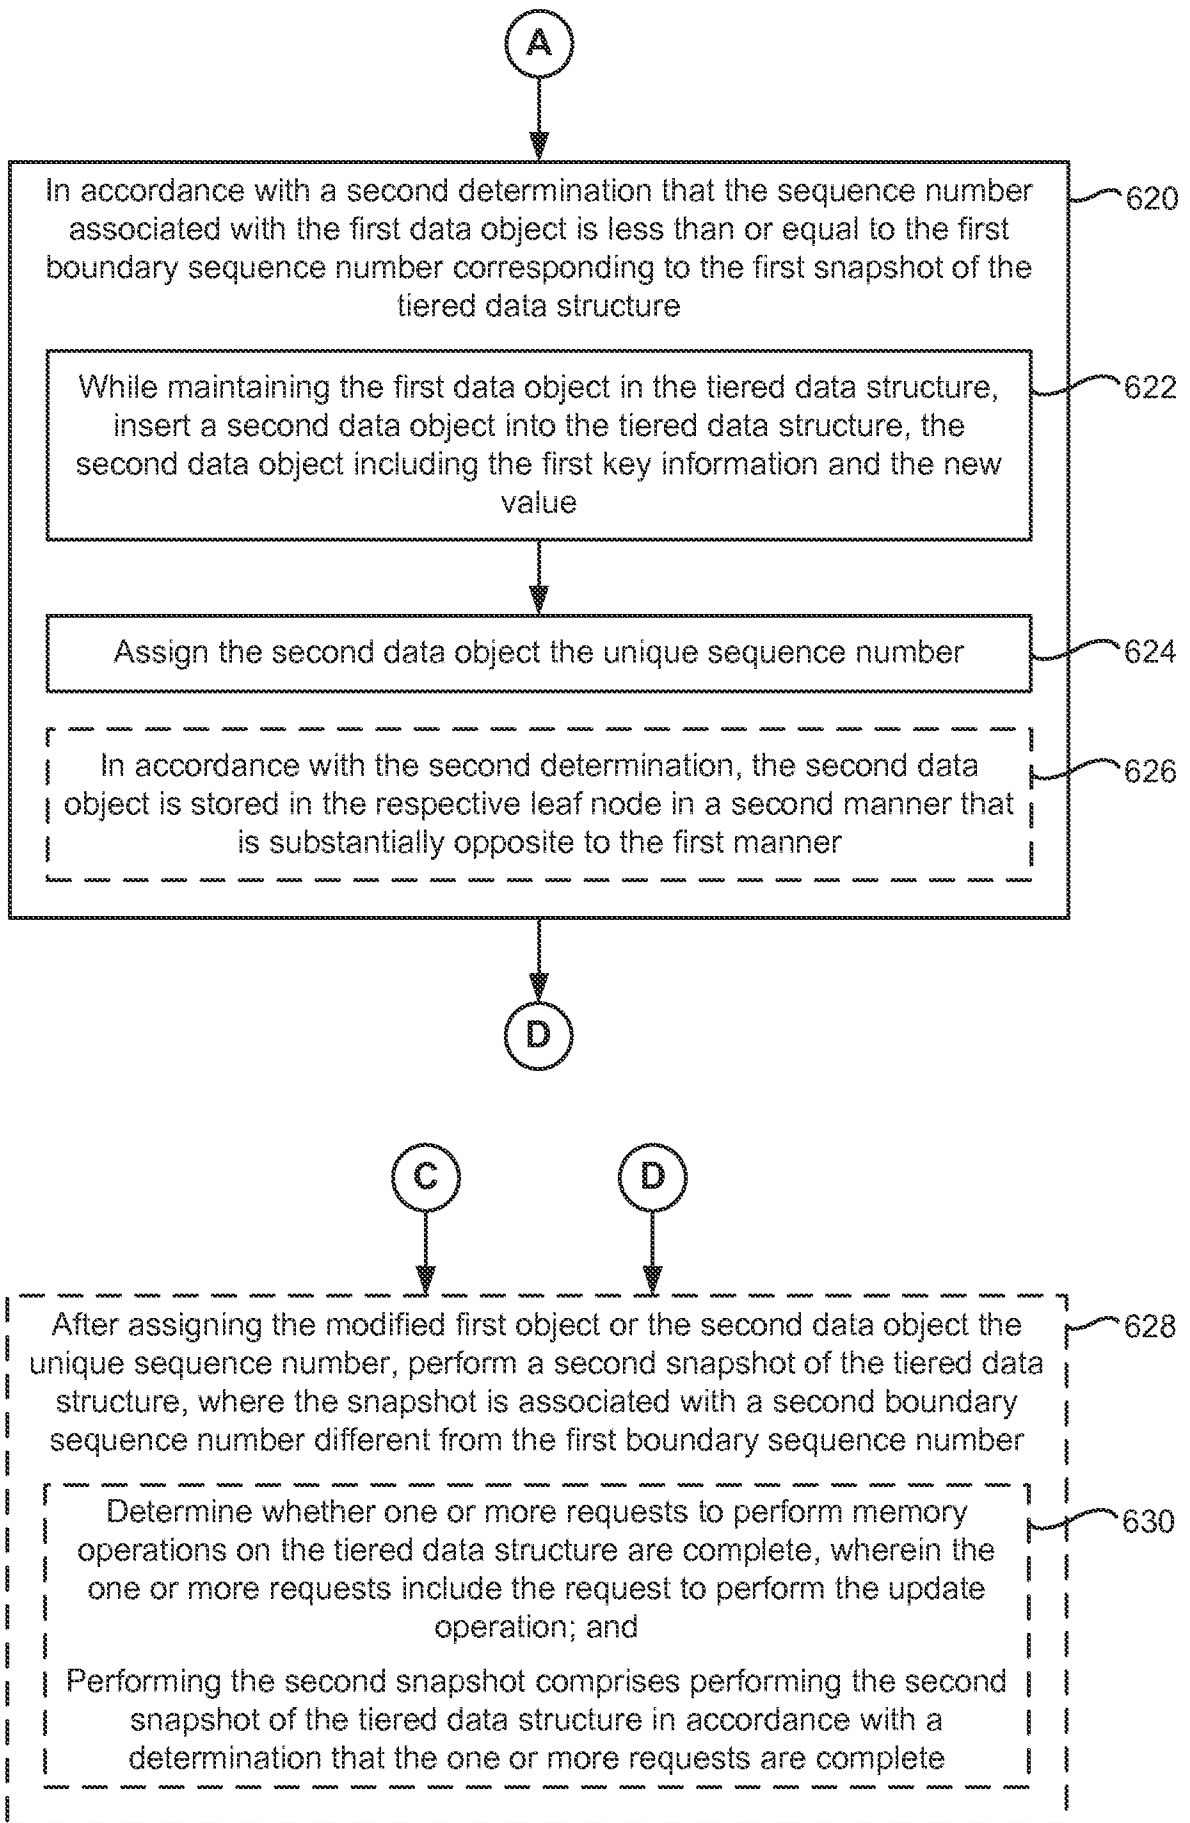 A
In accordance with a second determination that the sequence number
associated with the first data object is less than or equal to the first
boundary sequence number corresponding to the first snapshot of the
tiered data structure
620
While maintaining the first data object in the tiered data structure,
insert a second data object into the tiered data structure, the
second data object including the first key information and the new
value
622
Assign the second data object the unique sequence number
624
In accordance with the second determination, the second data
object is stored in the respective leaf node in a second manner that
is substantially opposite to the first manner
626
D
C
D
After assigning the modified first object or the second data object the
unique sequence number, perform a second snapshot of the tiered data
structure, where the snapshot is associated with a second boundary
sequence number different from the first boundary sequence number
628
Determine whether one or more requests to perform memory
operations on the tiered data structure are complete, wherein the
one or more requests include the request to perform the update
operation; and
630
Performing the second snapshot comprises performing the second
snapshot of the tiered data structure in accordance with a
determination that the one or more requests are complete